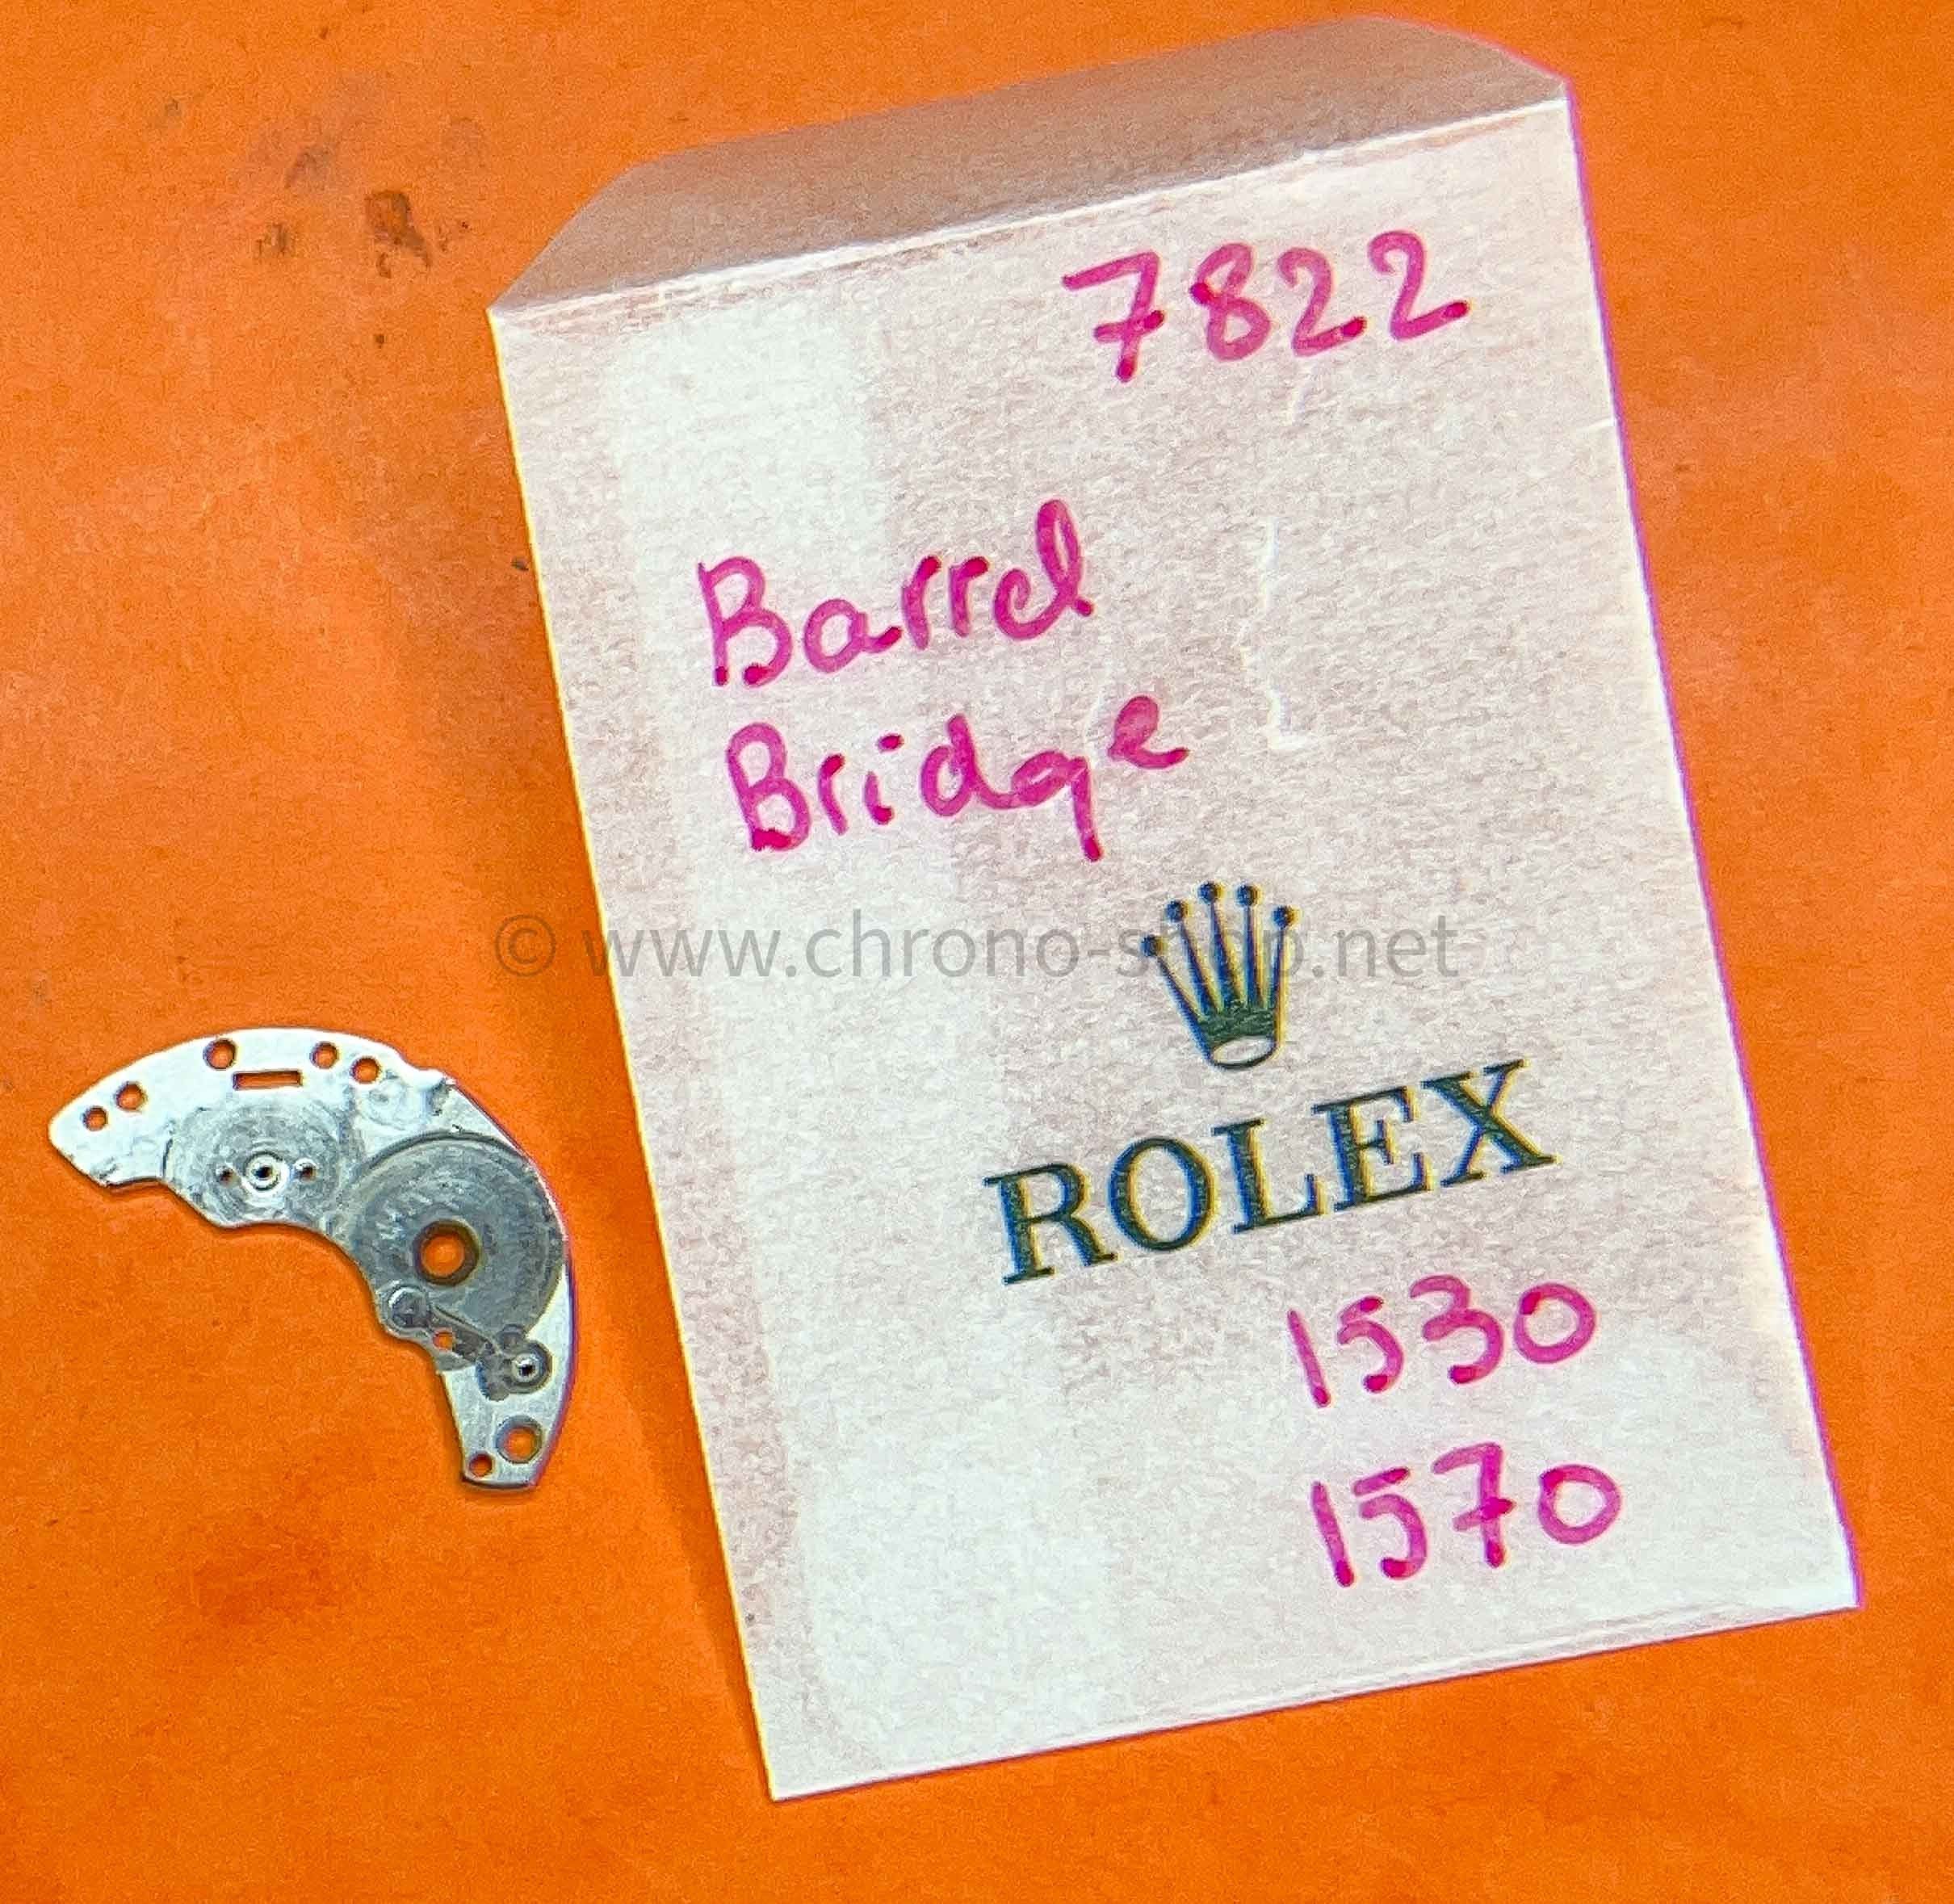 7822
Barrel
Bridge
© www.chrono-shop.net
ROLEX
1530
1570